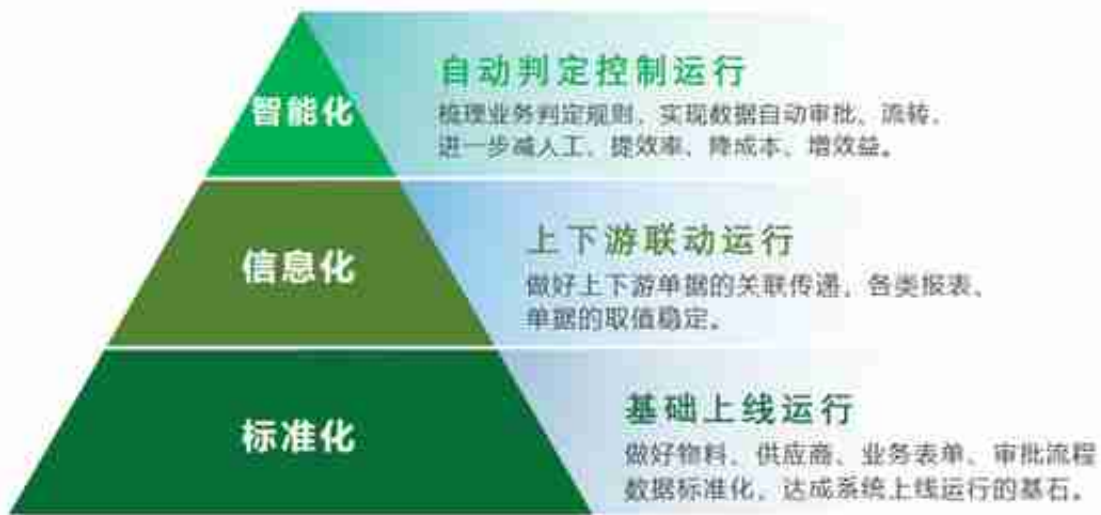 智能化
自动判定控制运行
梳理业务判定规则、实现数据自动审批、流转、
进一步减人工、提效率、降成本、增效益。
信息化
上下游联动运行
做好上下游单据的关联传递，各类报表、
单据的取值稳定。
标准化
基础上线运行
做好物料、供应商、业务表单、审批流程
数据标准化，达成系统上线运行的基石。